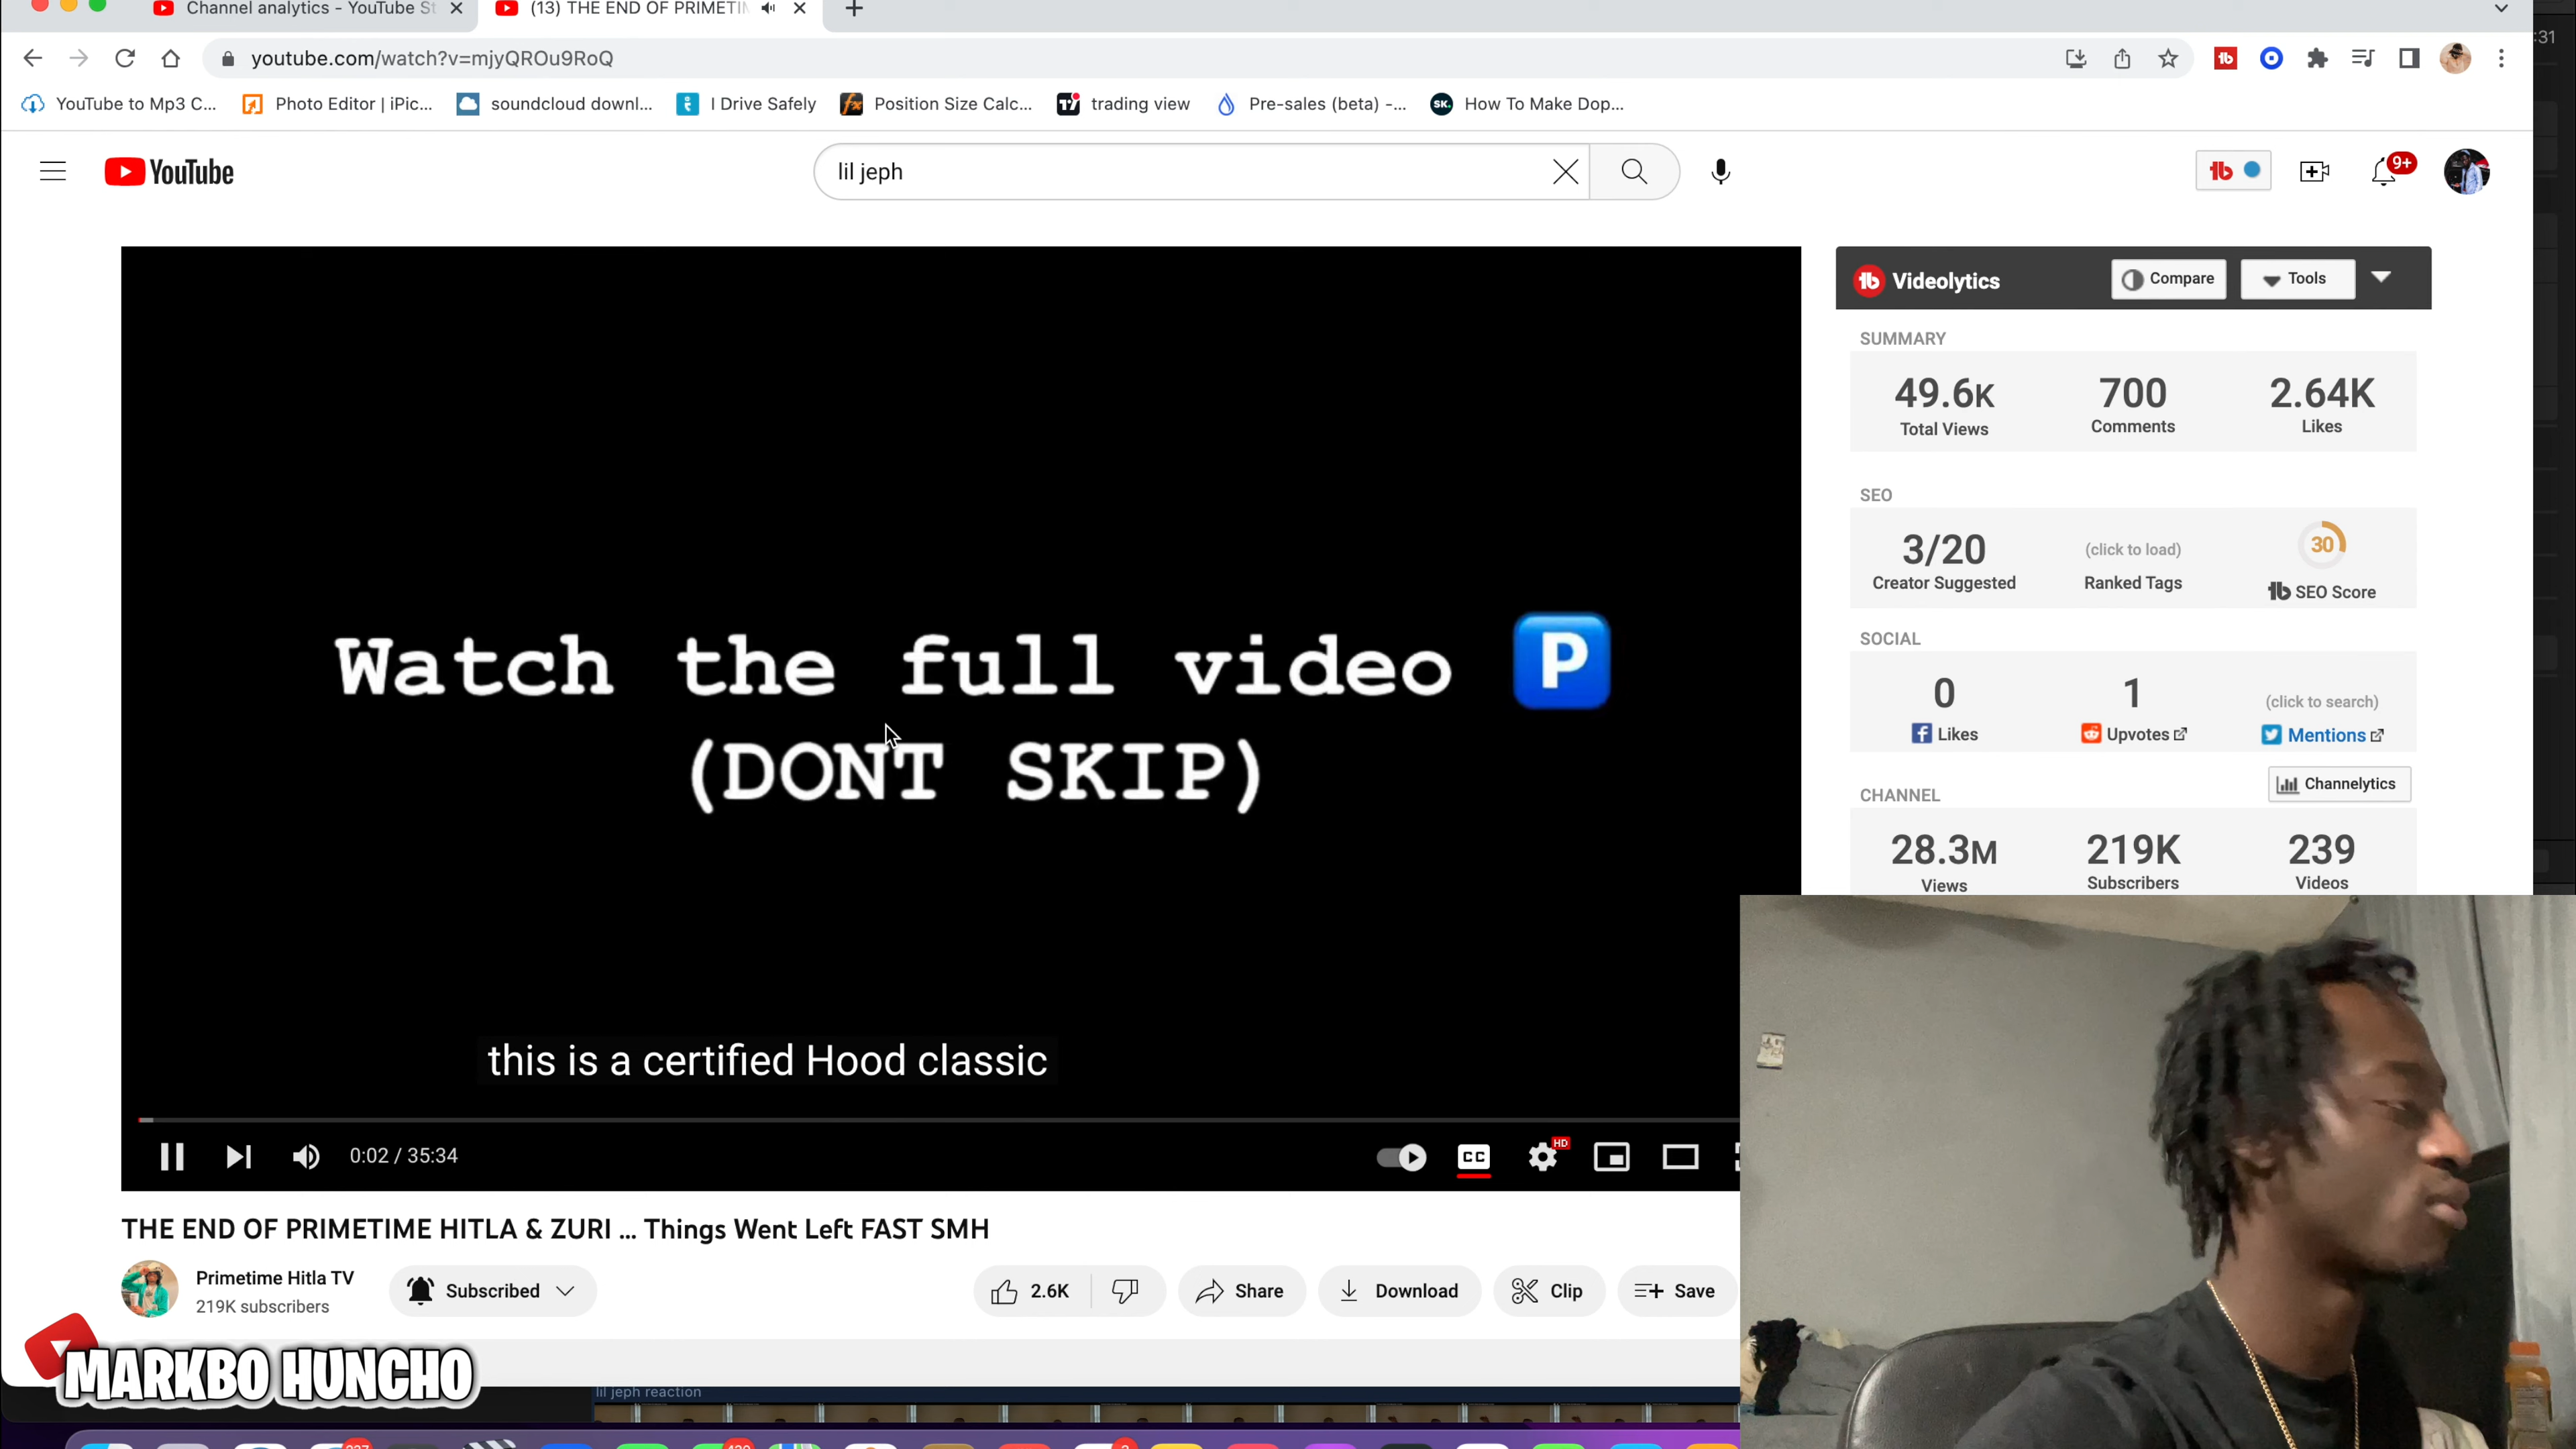 Channel analytics - YouTube St
(13) THE END OF PRIMETIM
:31
youtube.com/watch?v=mjyQROu9RoQ
YouTube to Mp3 C...
Photo Editor | iPic...
soundcloud downl...
I Drive Safely
Position Size Calc...
trading view
Pre-sales (beta) -...
SK.
How To Make Dop...
YouTube
lil jeph
9+
Videolytics
Compare
Tools
SUMMARY
49.6K 700 2.64K
Total Views Comments Likes
SEO
3/20 (click to load) 30
Creator Suggested Ranked Tags SEO Score
SOCIAL
0 1 (click to search)
Likes Upvotes Mentions
CHANNEL Channelytics
28.3M 219K 239
Views Subscribers Videos
Watch the full video P
(DONT SKIP)
this is a certified Hood classic
0:02 / 35:34
CC
HD
THE END OF PRIMETIME HITLA & ZURI ... Things Went Left FAST SMH
Primetime Hitla TV
219K subscribers
Subscribed
2.6K
Share
Download
Clip
Save
MARKBO HUNCHO
lil jeph reaction